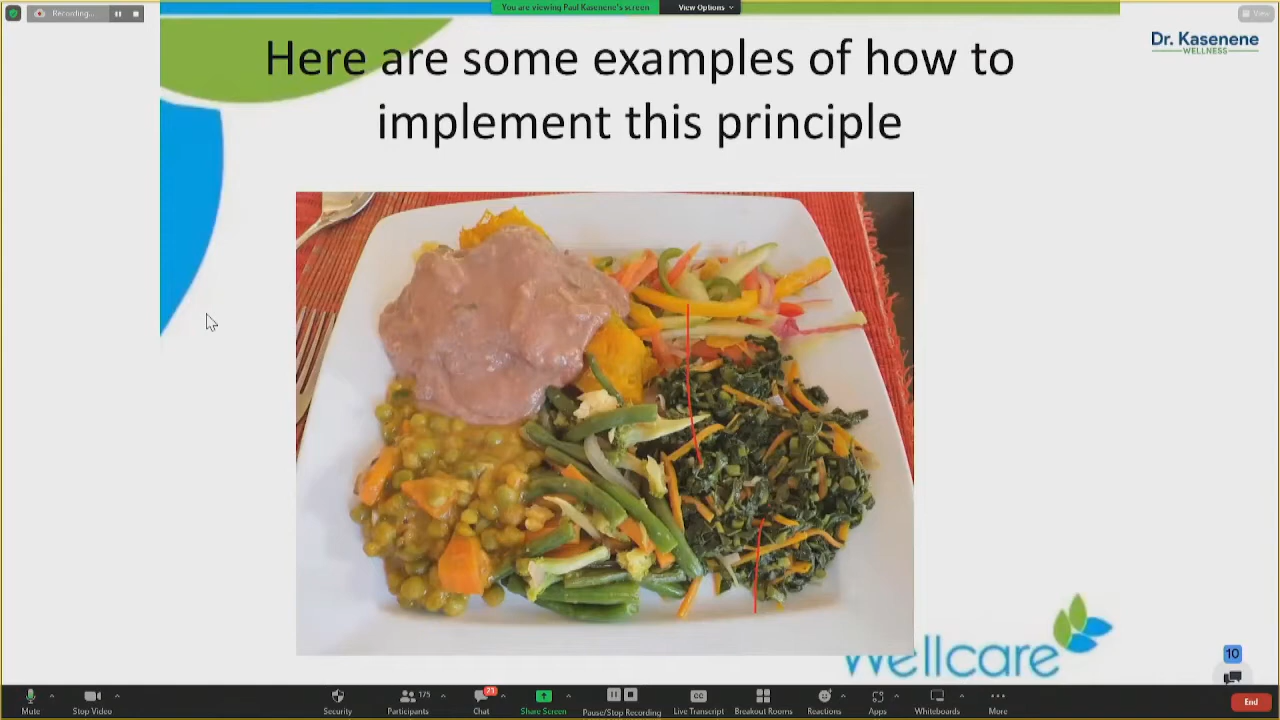 Recording...
You are viewing Paul Kasenene's screen
View Options
View
Dr. Kasenene
WELLNESS
Here are some examples of how to
implement this principle
Wellcare
10
Mute
Stop Video
Security
Participants
175
Chat
21
Share Screen
Pause/Stop Recording
CC
Live Transcript
Breakout Rooms
Reactions
Apps
Whiteboards
More
End